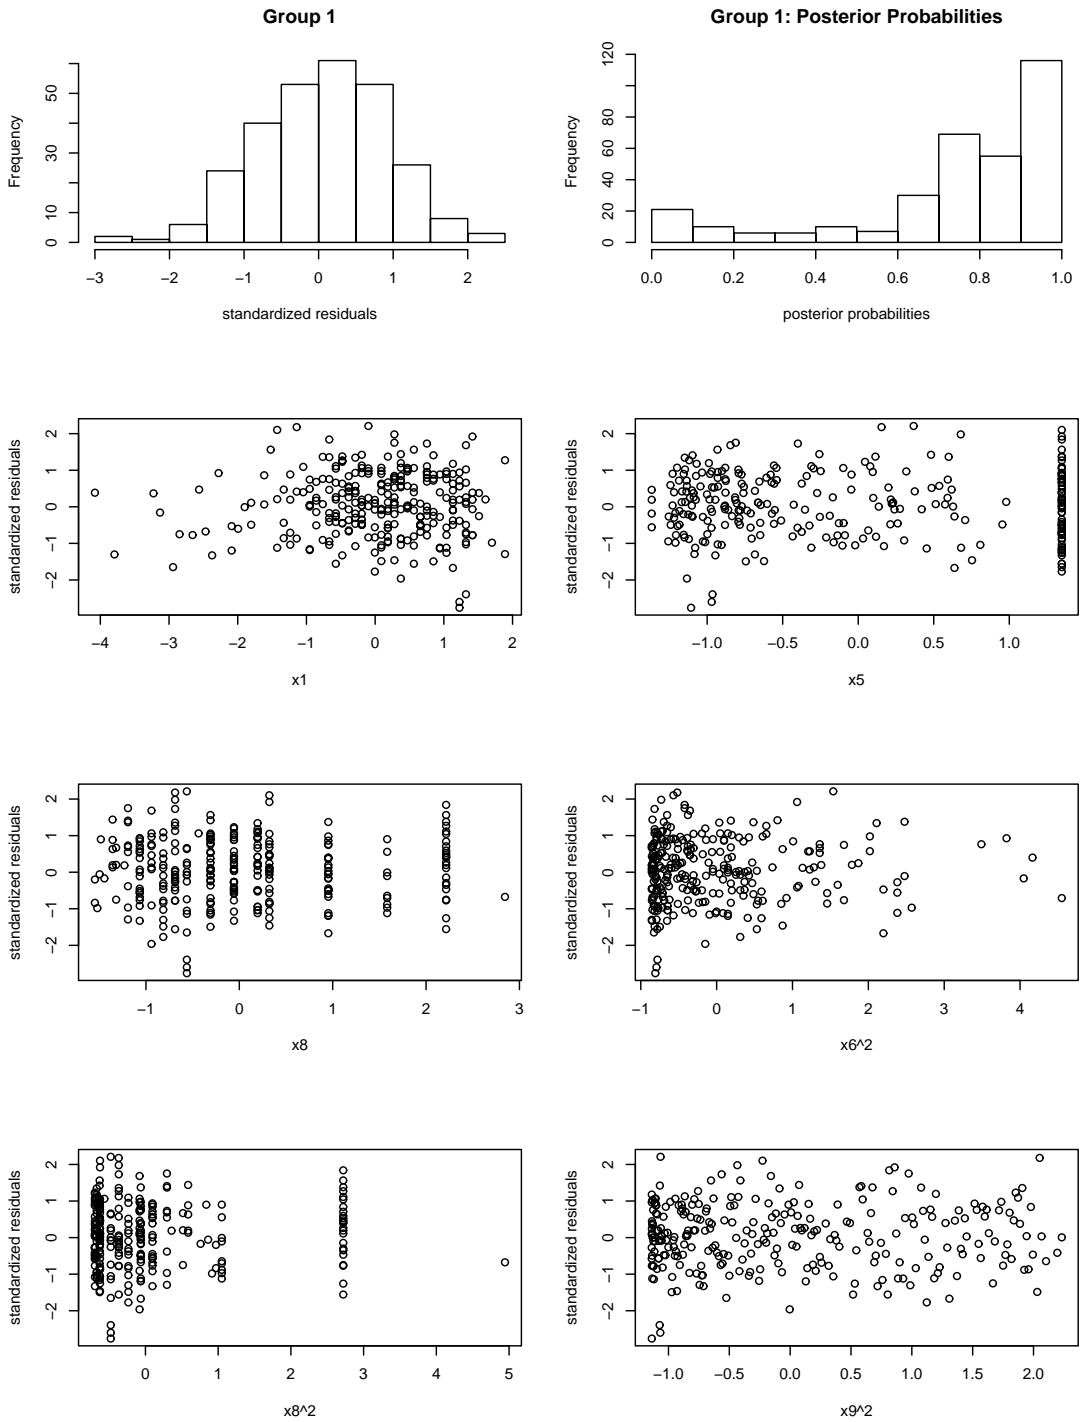 Group 1
Frequency
0 10 30 50
−3 −2 −1 0 1 2
standardized residuals
Group 1: Posterior Probabilities
Frequency
0 20 40 60 80 120
0.0 0.2 0.4 0.6 0.8 1.0
posterior probabilities
standardized residuals
−2 −1 0 1 2
−4 −3 −2 −1 0 1 2
x1
standardized residuals
−2 −1 0 1 2
−1.0 −0.5 0.0 0.5 1.0
x5
standardized residuals
−2 −1 0 1 2
−1 0 1 2 3
x8
standardized residuals
−2 −1 0 1 2
−1 0 1 2 3 4
x6^2
standardized residuals
−2 −1 0 1 2
0 1 2 3 4 5
x8^2
standardized residuals
−2 −1 0 1 2
−1.0 −0.5 0.0 0.5 1.0 1.5 2.0
x9^2